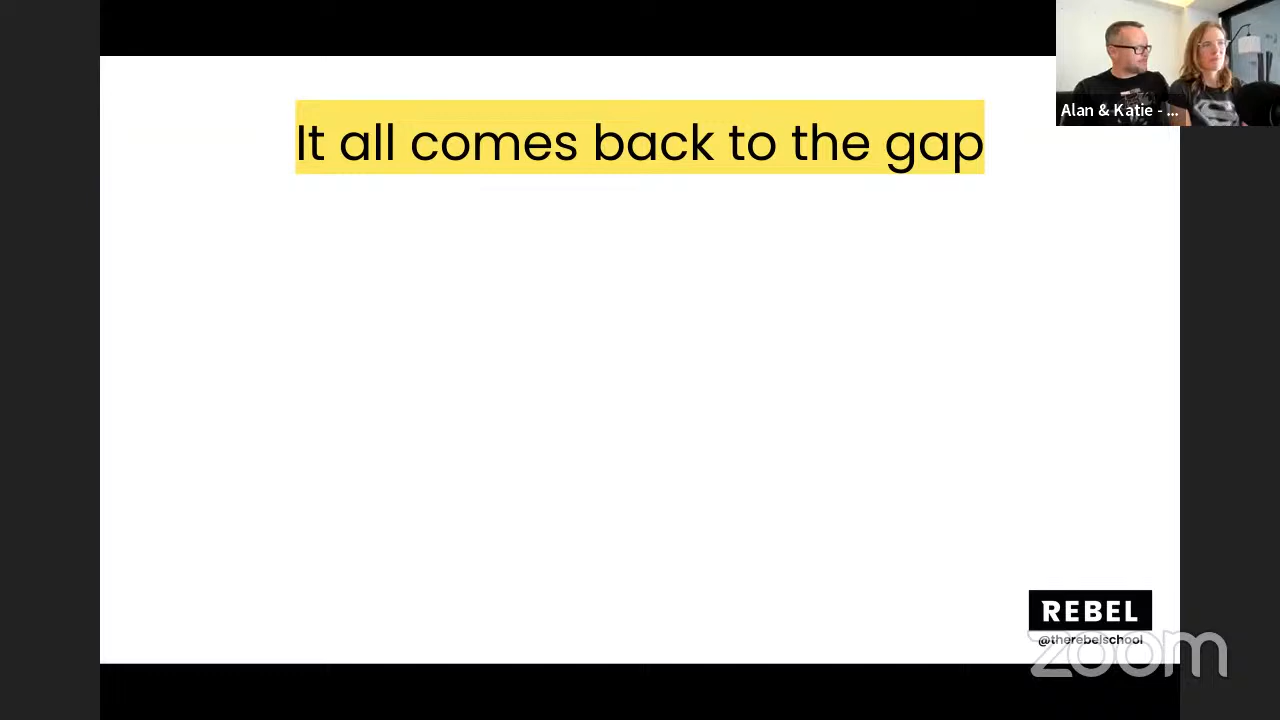 It all comes back to the gap
Alan & Katie - ...
REBEL
@therebelschool
zoom